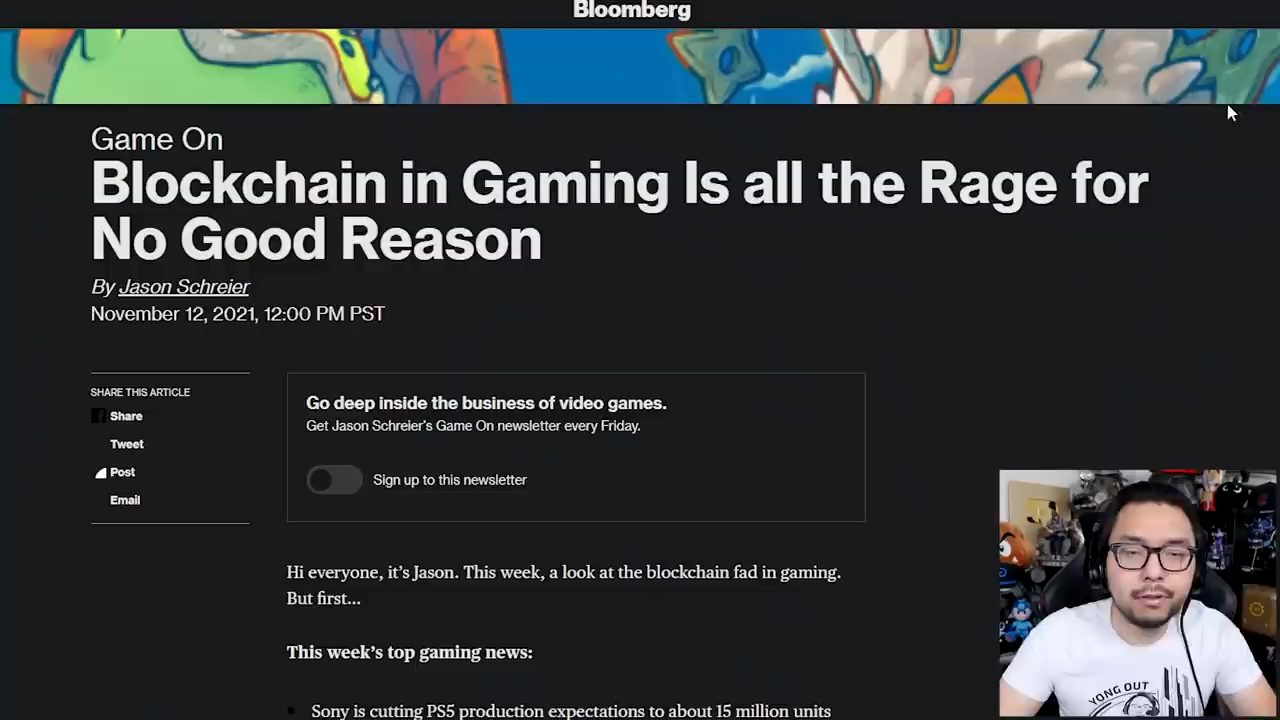 Bloomberg
Game On
Blockchain in Gaming Is all the Rage for
No Good Reason
By Jason Schreier
November 12, 2021, 12:00 PM PST
SHARE THIS ARTICLE
Share
Tweet
Post
Email
Go deep inside the business of video games.
Get Jason Schreier's Game On newsletter every Friday.
Sign up to this newsletter
Hi everyone, it's Jason. This week, a look at the blockchain fad in gaming.
But first...
This week's top gaming news:
• Sony is cutting PS5 production expectations to about 15 million units
YONG OUT